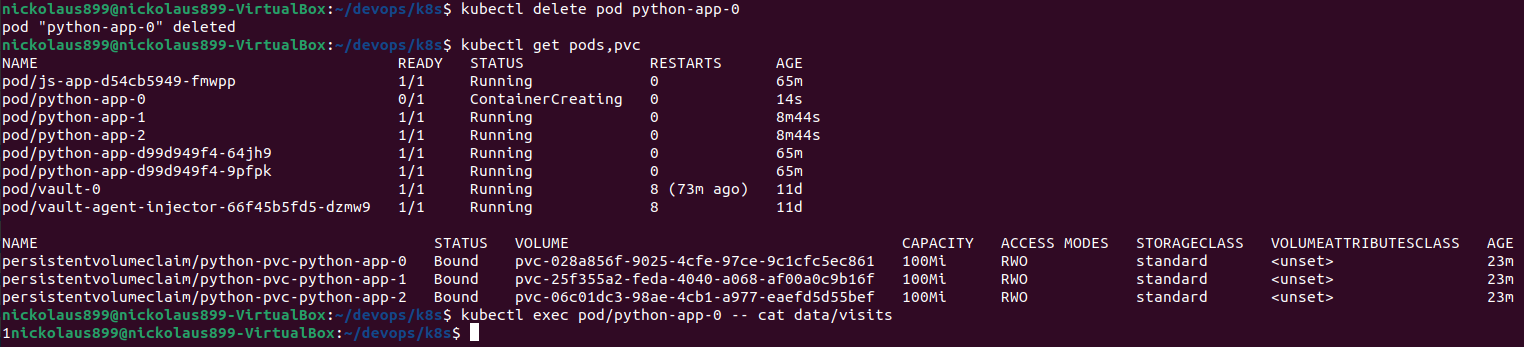 nickolaus899@nickolaus899-VirtualBox:~/devops/k8s$ kubectl delete pod python-app-0
pod "python-app-0" deleted
nickolaus899@nickolaus899-VirtualBox:~/devops/k8s$ kubectl get pods,pvc
NAME READY STATUS RESTARTS AGE
pod/js-app-d54cb5949-fmwpp 1/1 Running 0 65m
pod/python-app-0 0/1 ContainerCreating 0 14s
pod/python-app-1 1/1 Running 0 8m44s
pod/python-app-2 1/1 Running 0 8m44s
pod/python-app-d99d949f4-64jh9 1/1 Running 0 65m
pod/python-app-d99d949f4-9pfpk 1/1 Running 0 65m
pod/vault-0 1/1 Running 8 (73m ago) 11d
pod/vault-agent-injector-66f45b5fd5-dzmw9 1/1 Running 8 11d
NAME STATUS VOLUME CAPACITY ACCESS MODES STORAGECLASS VOLUMEATTRIBUTESCLASS AGE
persistentvolumeclaim/python-pvc-python-app-0 Bound pvc-028a856f-9025-4cfe-97ce-9c1cfc5ec861 100Mi RWO standard <unset> 23m
persistentvolumeclaim/python-pvc-python-app-1 Bound pvc-25f355a2-feda-4040-a068-af00a0c9b16f 100Mi RWO standard <unset> 23m
persistentvolumeclaim/python-pvc-python-app-2 Bound pvc-06c01dc3-98ae-4cb1-a977-eaefd5d55bef 100Mi RWO standard <unset> 23m
nickolaus899@nickolaus899-VirtualBox:~/devops/k8s$ kubectl exec pod/python-app-0 -- cat data/visits
1nickolaus899@nickolaus899-VirtualBox:~/devops/k8s$